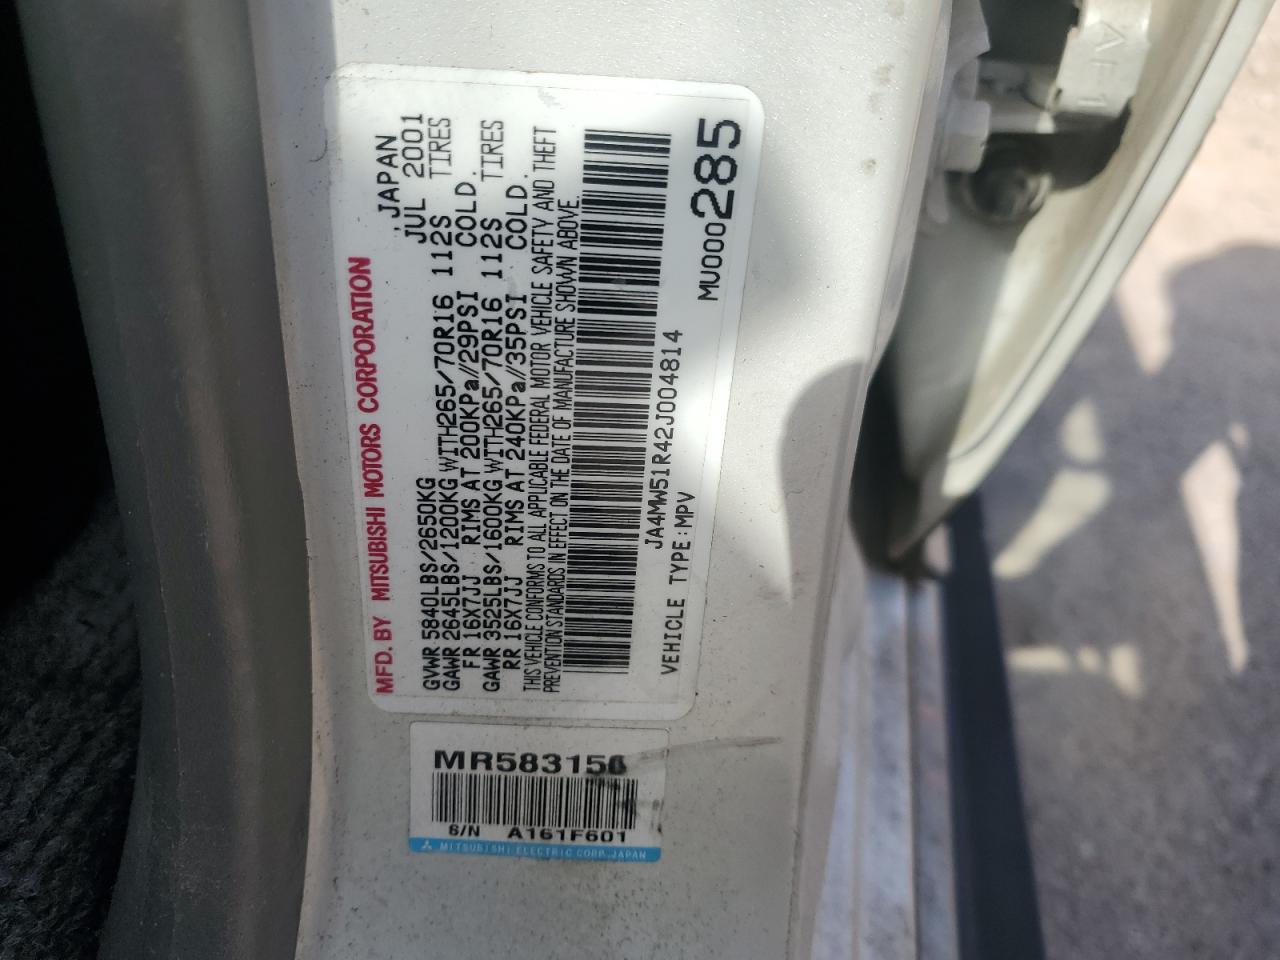 MFD. BY MITSUBISHI MOTORS CORPORATION
, JAPAN
JUL 2001
GVWR 5840LBS/2650KG
GAWR 2645LBS/1200KG WITH265/70R16 112S TIRES
FR 16X7JJ RIMS AT 200KPa//29PSI COLD.
GAWR 3525LBS/1600KG WITH265/70R16 112S TIRES
RR 16X7JJ RIMS AT 240KPa//35PSI COLD.
THIS VEHICLE CONFORMS TO ALL APPLICABLE FEDERAL MOTOR VEHICLE SAFETY AND THEFT
PREVENTION STANDARDS IN EFFECT ON THE DATE OF MANUFACTURE SHOWN ABOVE.
JA4MW51R42J004814
VEHICLE TYPE:MPV
MU000285
MR583156
S/N A161F601
MITSUBISHI ELECTRIC CORP. JAPAN
AF1